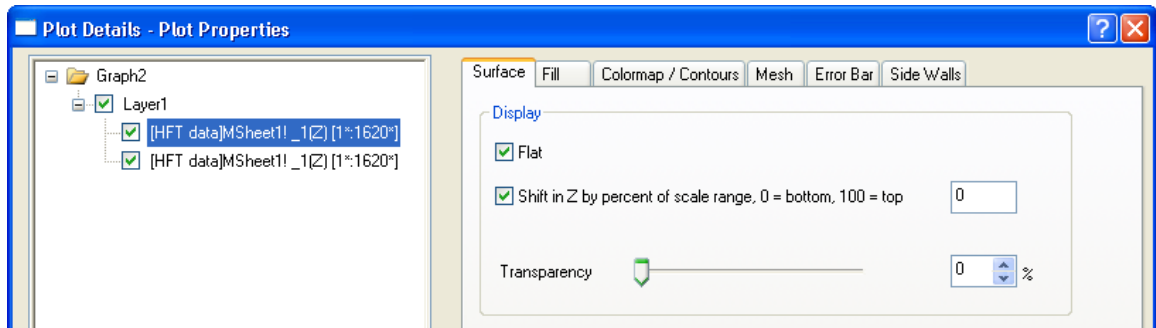 Plot Details - Plot Properties
Graph2
Layer1
[HFT data]MSheet1! _1(Z) [1*:1620*]
[HFT data]MSheet1! _1(Z) [1*:1620*]
Surface Fill Colormap / Contours Mesh Error Bar Side Walls
Display
Flat
Shift in Z by percent of scale range, 0 = bottom, 100 = top 0
Transparency 0 %